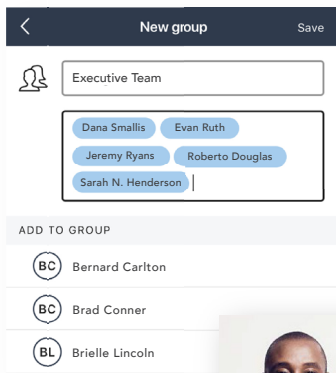 New group Save
Executive Team
Dana Smallis Evan Ruth
Jeremy Ryans Roberto Douglas
Sarah N. Henderson
ADD TO GROUP
BC Bernard Carlton
BC Brad Conner
BL Brielle Lincoln